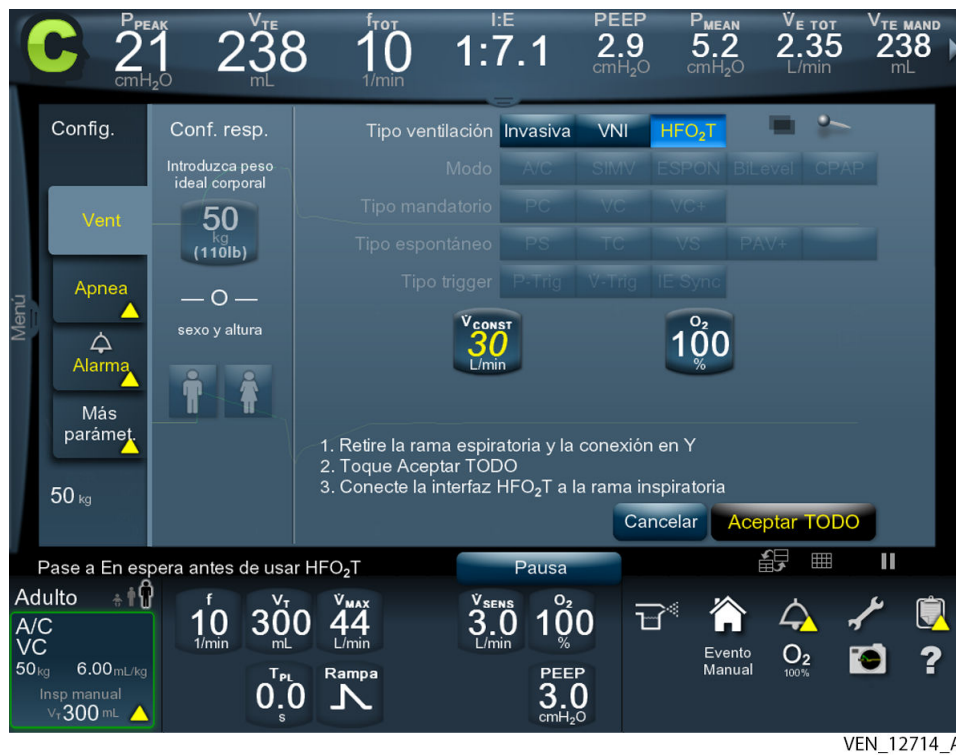 C
PPEAK VTE fTOT I:E PEEP PMEAN V̇E TOT VTE MAND
21 238 10 1:7.1 2.9 5.2 2.35 238
cmH2O mL 1/min cmH2O cmH2O L/min mL
Menú
Config.
Vent
Apnea
Alarma
Más
parámet.
50 kg
Conf. resp.
Introduzca peso
ideal corporal
50
kg
(110lb)
— O —
sexo y altura
Tipo ventilación Invasiva VNI HFO2T
Modo A/C SIMV ESPON BiLevel CPAP
Tipo mandatorio PC VC VC+
Tipo espontáneo PS TC VS PAV+
Tipo trigger P-Trig V̇-Trig IE Sync
V̇CONST O2
30 100
L/min %
1. Retire la rama espiratoria y la conexión en Y
2. Toque Aceptar TODO
3. Conecte la interfaz HFO2T a la rama inspiratoria
Cancelar Aceptar TODO
Pase a En espera antes de usar HFO2T Pausa
Adulto
A/C
VC
50kg 6.00mL/kg
Insp manual
VT300 mL
f VT V̇MAX V̇SENS O2
10 300 44 3.0 100
1/min mL L/min L/min %
TPL Rampa PEEP
0.0 3.0
s cmH2O
Evento
Manual
O2
100%
?
VEN_12714_A